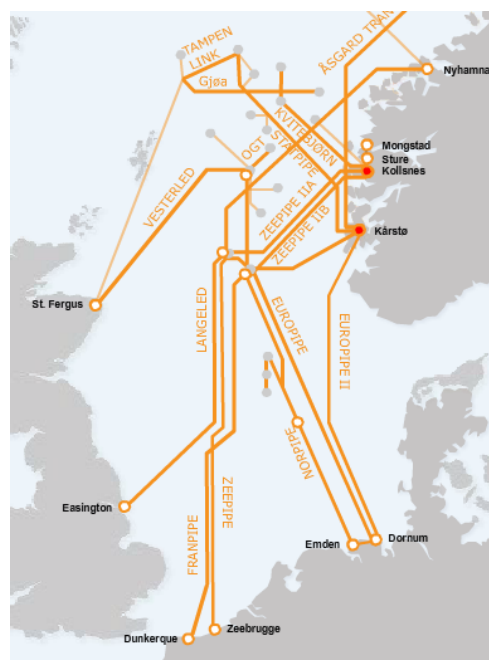 TAMPEN
LINK
Gjøa
ÅSGARD TRAN
Nyhamna
KVITEBJØRN
STATPIPE
OGT
Mongstad
Sture
Kollsnes
VESTERLED
ZEEPIPE IIA
ZEEPIPE IIB
Kårstø
St. Fergus
LANGELED
EUROPIPE
EUROPIPE II
NORPIPE
Easington
ZEEPIPE
FRANPIPE
Emden
Dornum
Zeebrugge
Dunkerque